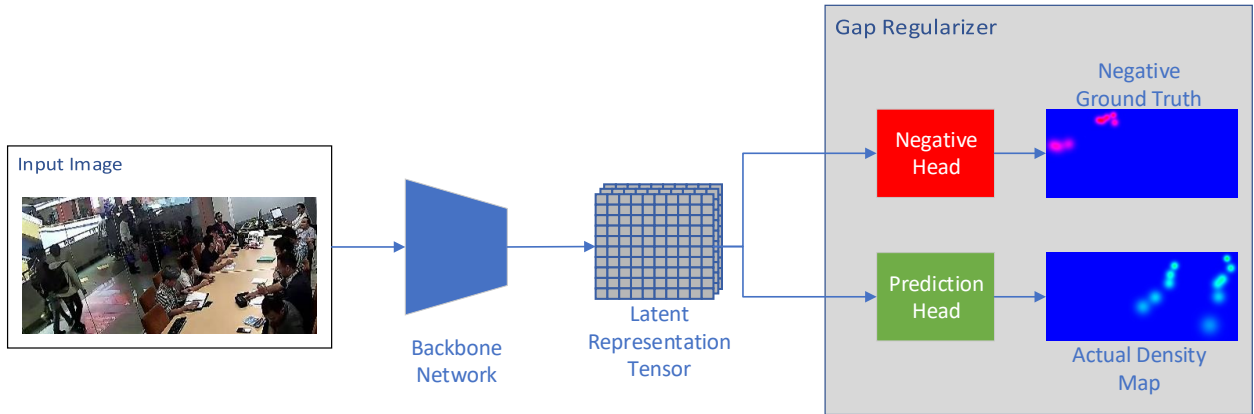 Gap Regularizer
Negative
Ground Truth
Negative
Head
Input Image
Prediction
Head
Latent
Representation
Tensor
Backbone
Network
Actual Density
Map